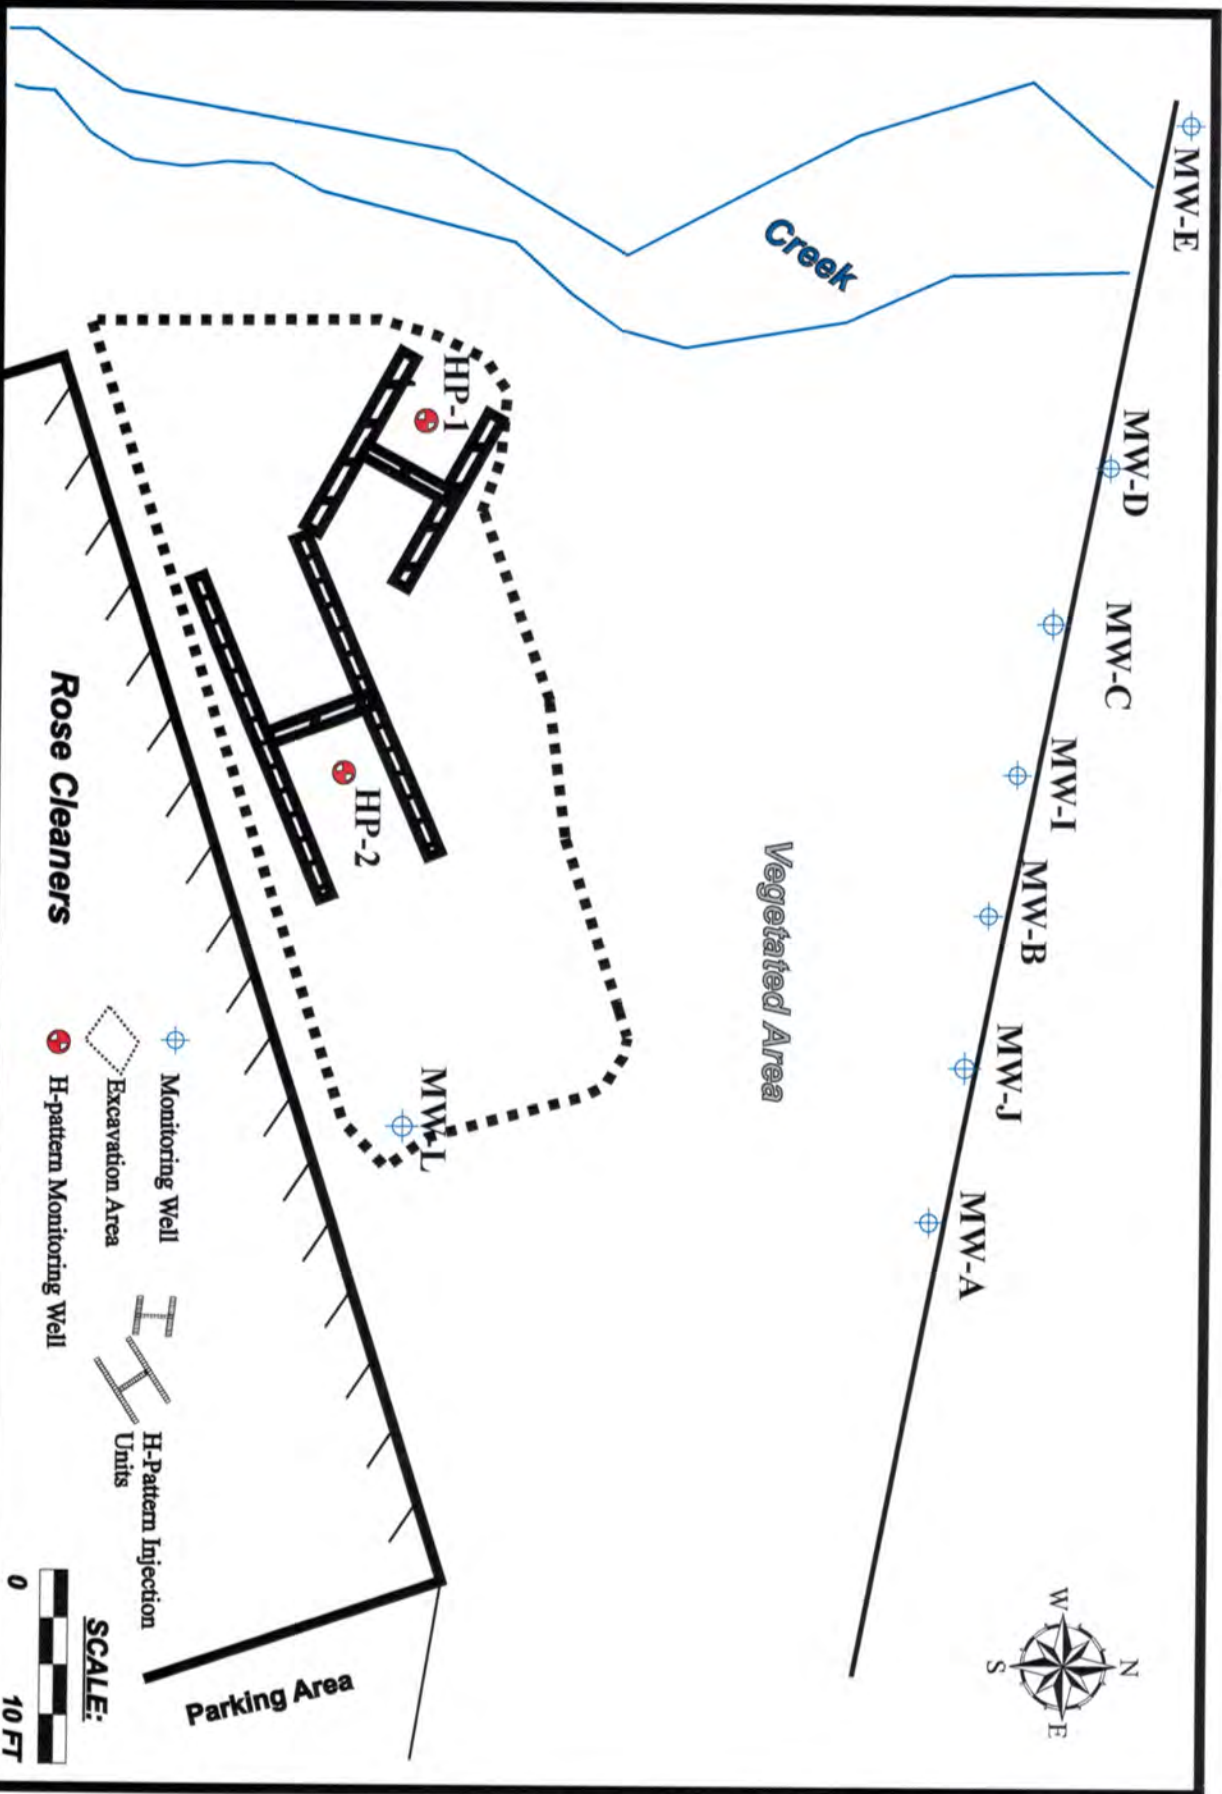 MW-E
MW-D
MW-C
MW-I
MW-B
MW-J
MW-A
N
W
E
S
Creek
Vegetated Area
HP-1
HP-2
MW-L
Rose Cleaners
Monitoring Well
Excavation Area
H-pattern Monitoring Well
H-Pattern Injection
Units
Parking Area
SCALE:
0 10 FT